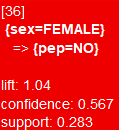 [36]
{sex=FEMALE}
=> {pep=NO}
lift: 1.04
confidence: 0.567
support: 0.283